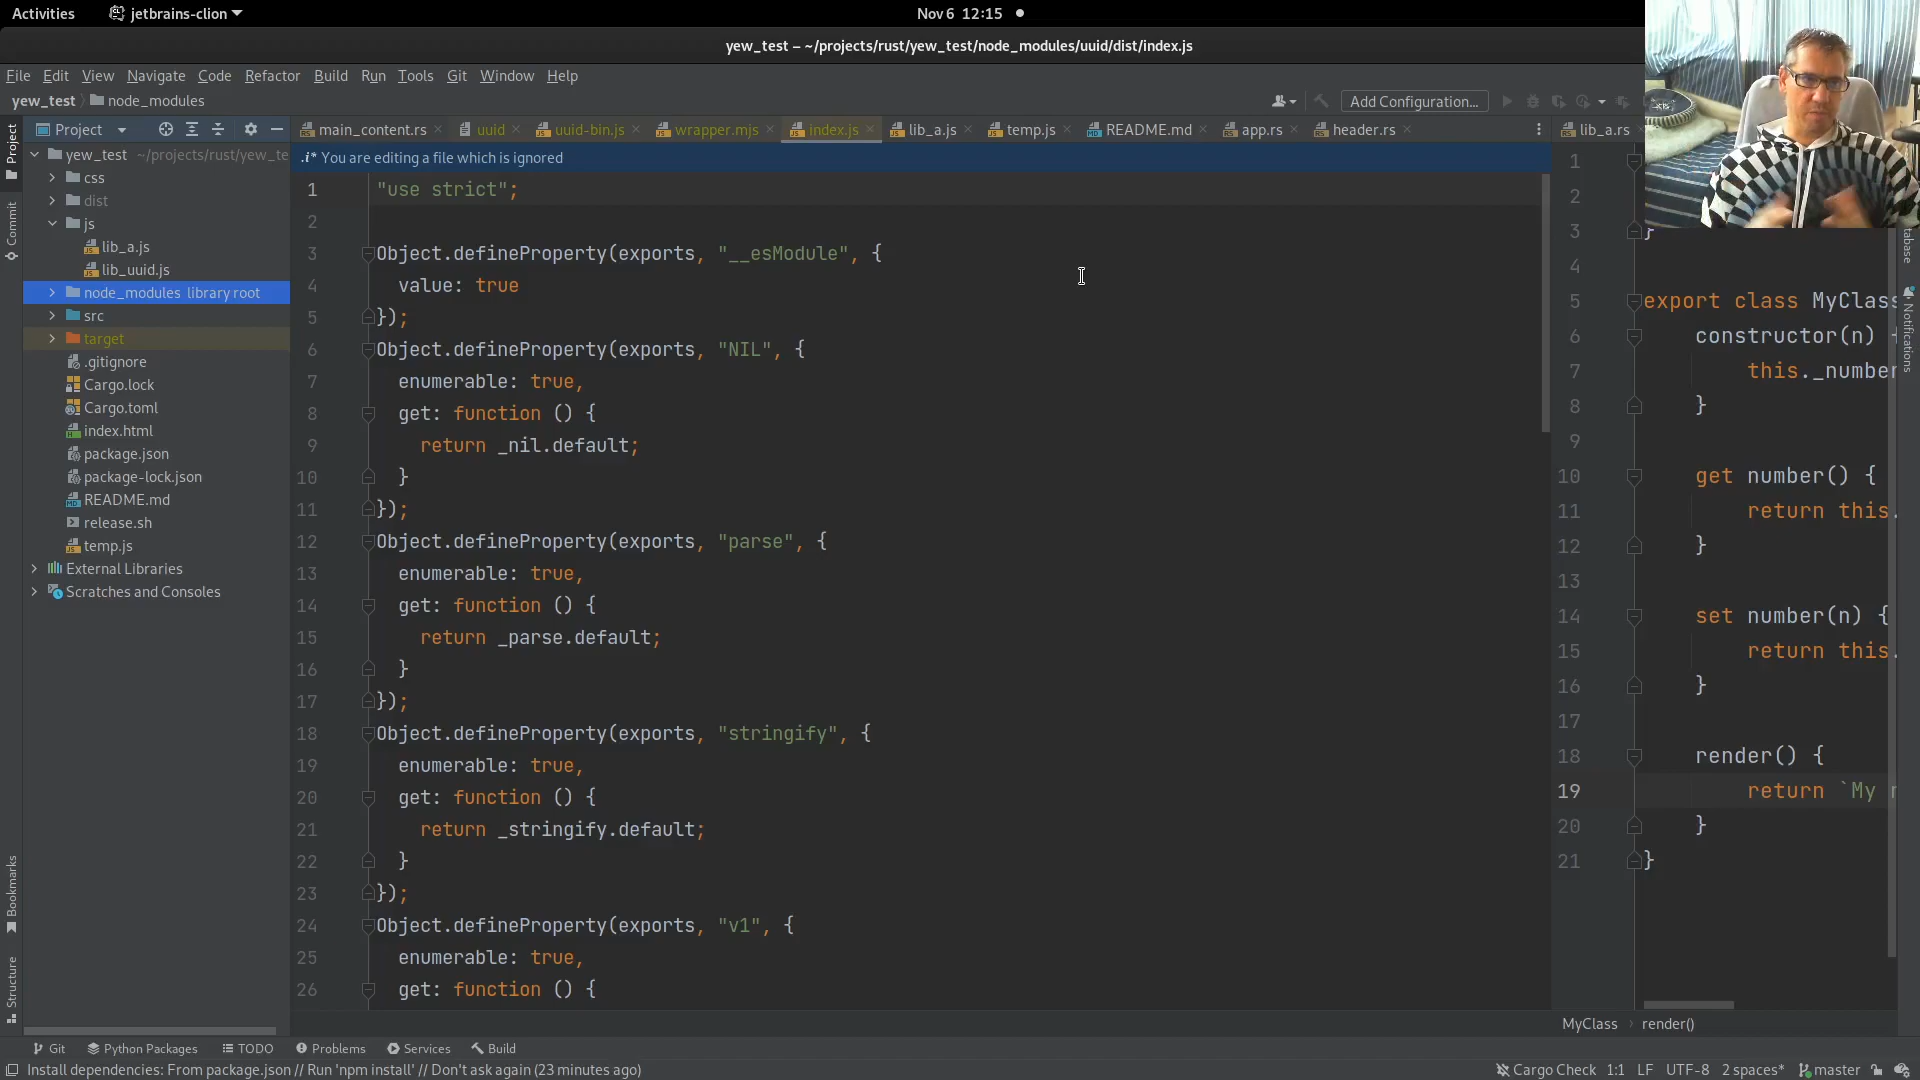 Activities
jetbrains-clion
Nov 6 12:15
yew_test – ~/projects/rust/yew_test/node_modules/uuid/dist/index.js
File Edit View Navigate Code Refactor Build Run Tools Git Window Help
yew_test
node_modules
Add Configuration...
Project
main_content.rs
uuid
uuid-bin.js
wrapper.mjs
index.js
lib_a.js
temp.js
README.md
app.rs
header.rs
lib_a.rs
Project
Commit
Bookmarks
Structure
yew_test ~/projects/rust/yew_te
css
dist
js
lib_a.js
lib_uuid.js
node_modules library root
src
target
.gitignore
Cargo.lock
Cargo.toml
index.html
package.json
package-lock.json
README.md
release.sh
temp.js
External Libraries
Scratches and Consoles
.i* You are editing a file which is ignored
1 "use strict";
2
3 Object.defineProperty(exports, "__esModule", {
4 value: true
5 });
6 Object.defineProperty(exports, "NIL", {
7 enumerable: true,
8 get: function () {
9 return _nil.default;
10 }
11 });
12 Object.defineProperty(exports, "parse", {
13 enumerable: true,
14 get: function () {
15 return _parse.default;
16 }
17 });
18 Object.defineProperty(exports, "stringify", {
19 enumerable: true,
20 get: function () {
21 return _stringify.default;
22 }
23 });
24 Object.defineProperty(exports, "v1", {
25 enumerable: true,
26 get: function () {
1
2
3 }
4
5 export class MyClass
6 constructor(n) {
7 this._number
8 }
9
10 get number() {
11 return this.
12 }
13
14 set number(n) {
15 return this.
16 }
17
18 render() {
19 return `My
20 }
21 }
tabase
Notifications
MyClass
render()
Git
Python Packages
TODO
Problems
Services
Build
Install dependencies: From package.json // Run 'npm install' // Don't ask again (23 minutes ago)
Cargo Check
1:1
LF
UTF-8
2 spaces*
master